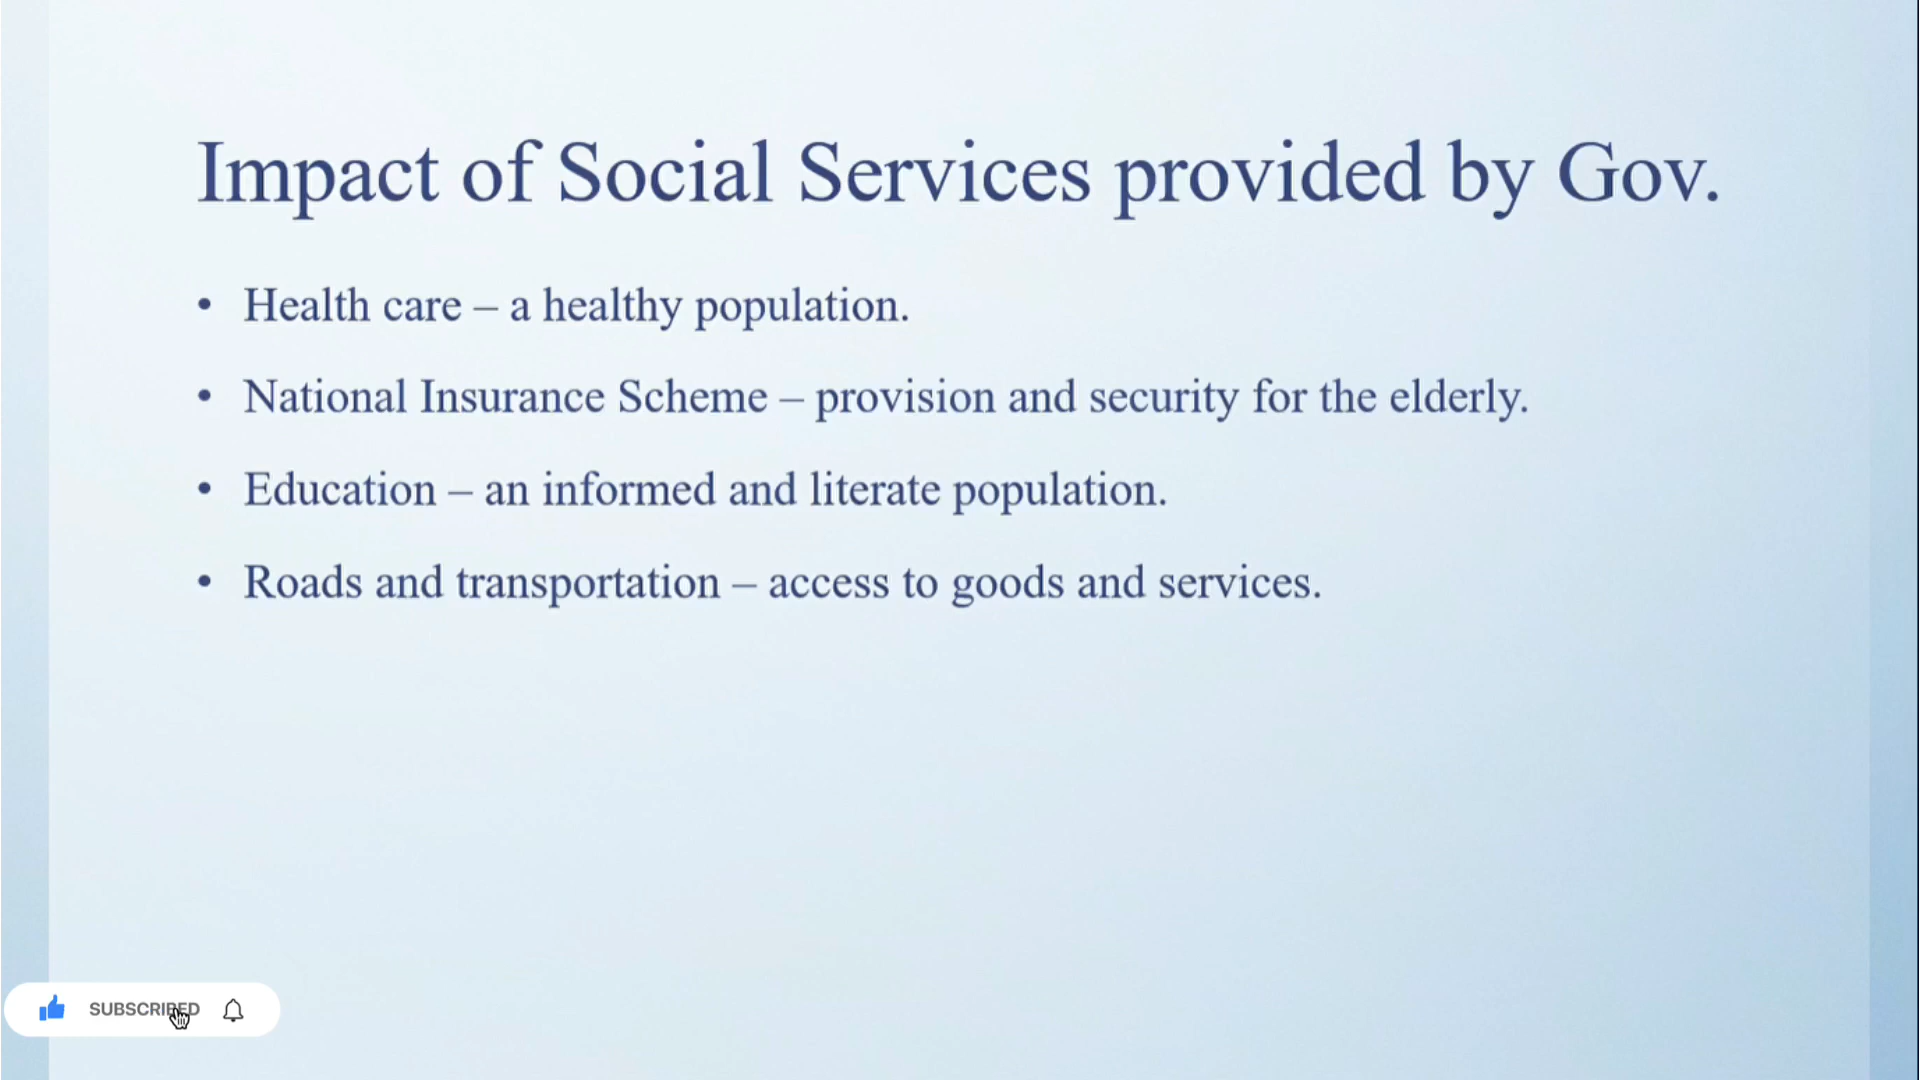 Impact of Social Services provided by Gov.
• Health care – a healthy population.
• National Insurance Scheme – provision and security for the elderly.
• Education – an informed and literate population.
• Roads and transportation – access to goods and services.
SUBSCRIBED